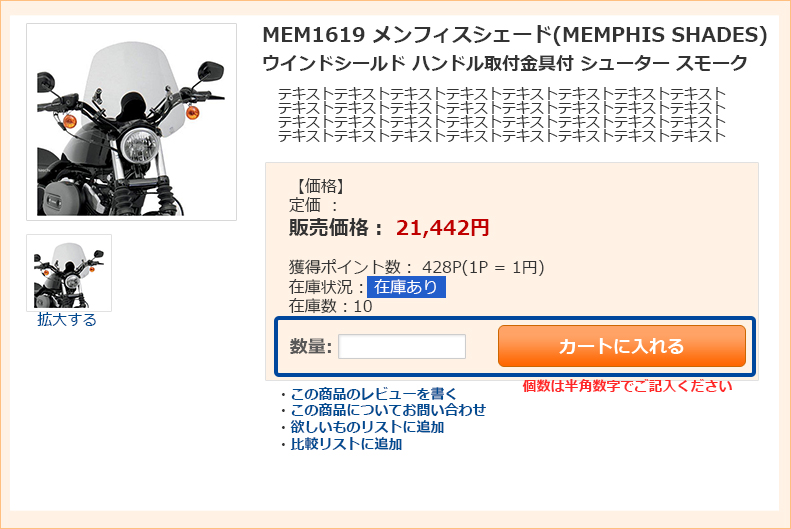 MEM1619 メンフィスシェード(MEMPHIS SHADES)
ウインドシールド ハンドル取付金具付 シューター スモーク
テキストテキストテキストテキストテキストテキストテキストテキスト
テキストテキストテキストテキストテキストテキストテキストテキスト
テキストテキストテキストテキストテキストテキストテキストテキスト
テキストテキストテキストテキストテキストテキストテキストテキスト
【価格】
定価 ：
販売価格： 21,442円
獲得ポイント数： 428P(1P = 1円)
在庫状況：在庫あり
在庫数：10
数量:
カートに入れる
個数は半角数字でご記入ください
拡大する
・この商品のレビューを書く
・この商品についてお問い合わせ
・欲しいものリストに追加
・比較リストに追加